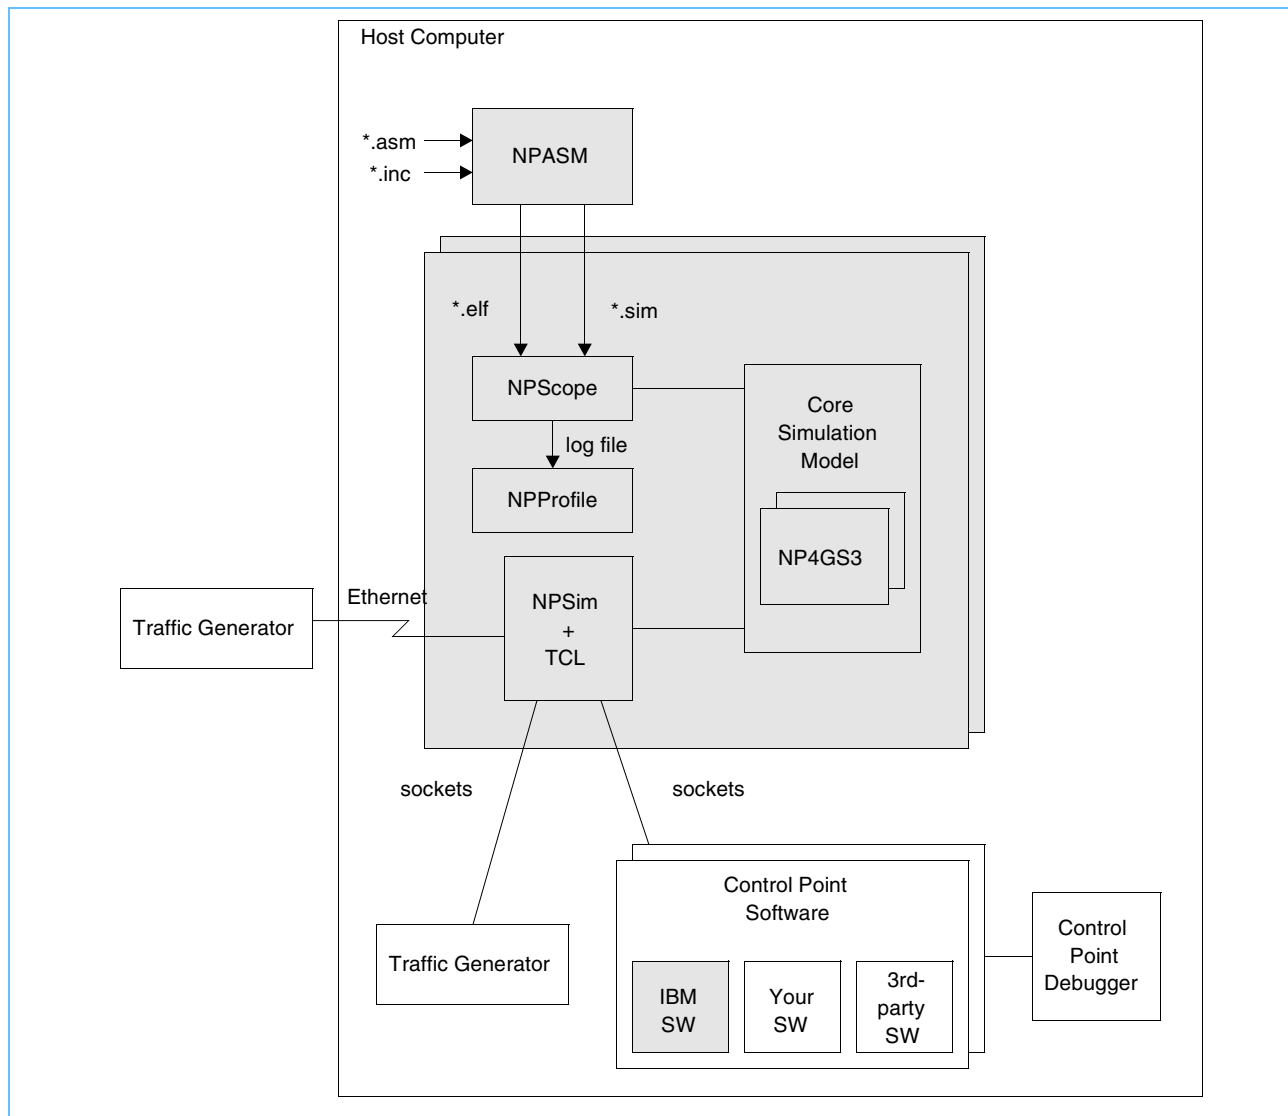 Host Computer
*.asm
*.inc
NPASM
*.elf
*.sim
NPScope
log file
NPProfile
Core
Simulation
Model
NP4GS3
Ethernet
Traffic Generator
NPSim
+
TCL
sockets
sockets
Traffic Generator
Control Point
Software
IBM
SW
Your
SW
3rd-
party
SW
Control
Point
Debugger